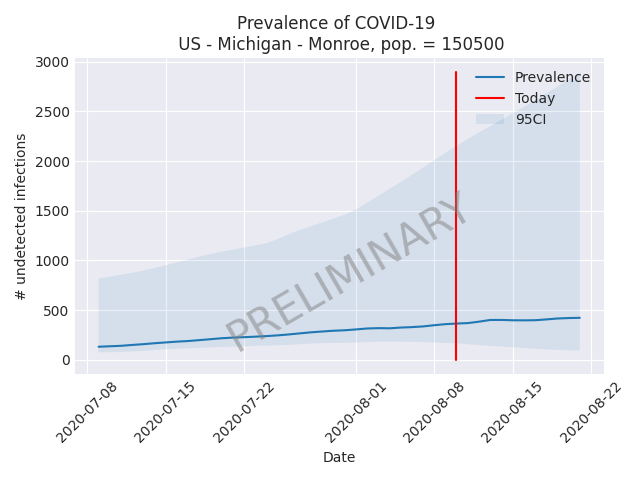 Prevalence of COVID-19
US - Michigan - Monroe, pop. = 150500
3000
2500
2000
1500
1000
500
0
# undetected infections
Prevalence
Today
95CI
PRELIMINARY
2020-07-08
2020-07-15
2020-07-22
2020-08-01
2020-08-08
2020-08-15
2020-08-22
Date